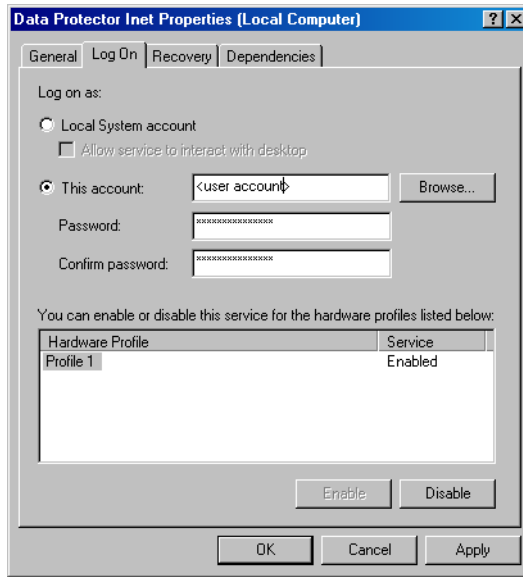 Data Protector Inet Properties (Local Computer) ? X
General Log On Recovery Dependencies
Log on as:
Local System account
Allow service to interact with desktop
This account: <user account> Browse...
Password: xxxxxxxxxxxxxxx
Confirm password: xxxxxxxxxxxxxxx
You can enable or disable this service for the hardware profiles listed below:
Hardware Profile Service
Profile 1 Enabled
Enable Disable
OK Cancel Apply